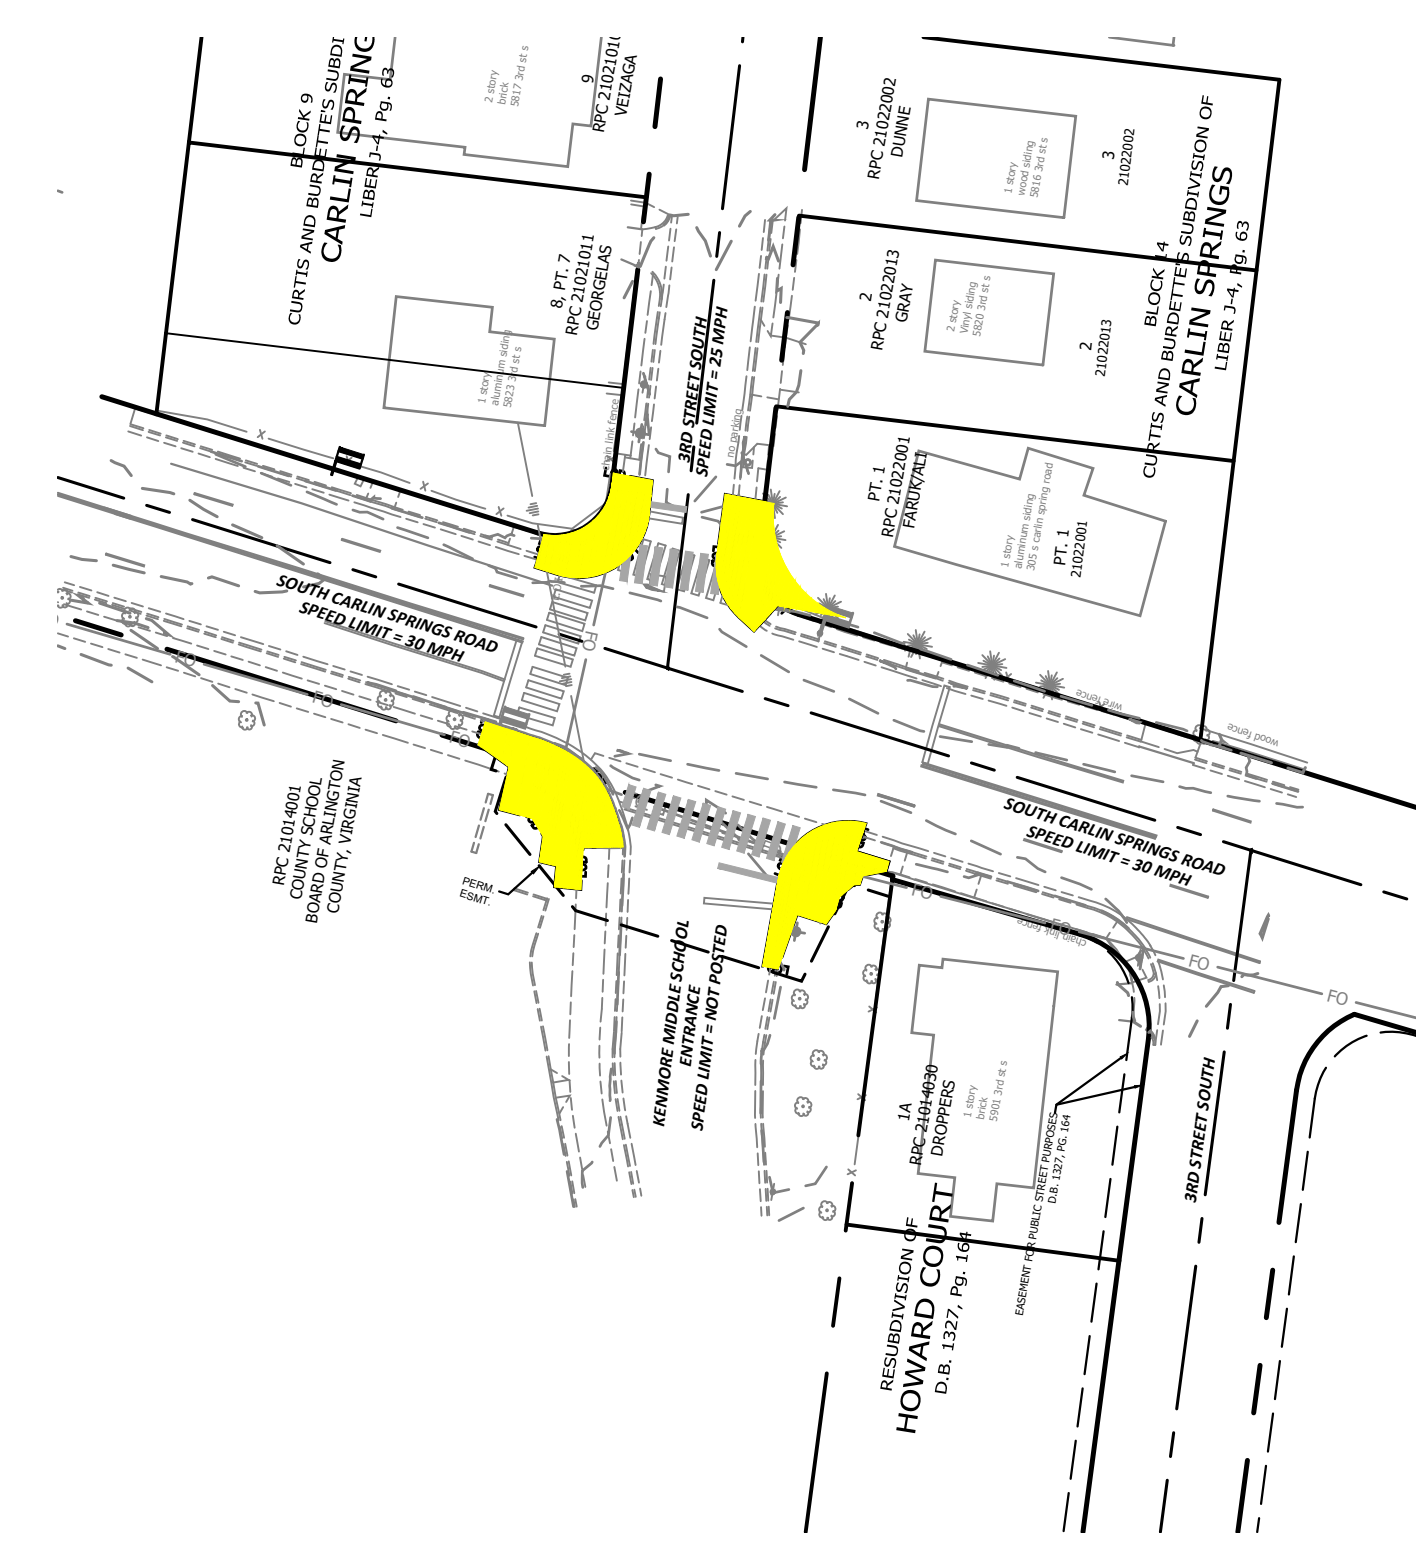 BLOCK 9
CURTIS AND BURDETTE'S SUBDI
CARLIN SPRING
LIBER J-4, Pg. 63
2 story
brick
5817 3rd st s
9
RPC 21021010
VEIZAGA
3
RPC 21022002
DUNNE
1 story
wood siding
5816 3rd st s
3
21022002
BLOCK 14
CURTIS AND BURDETTE'S SUBDIVISION OF
CARLIN SPRINGS
LIBER J-4, Pg. 63
8, PT. 7
RPC 21021011
GEORGELAS
1 story
aluminum siding
5823 3rd st s
chain link fence
3RD STREET SOUTH
SPEED LIMIT = 25 MPH
no parking
2
RPC 21022013
GRAY
2 story
Vinyl siding
5820 3rd st s
2
21022013
PT. 1
RPC 21022001
FARUK/ALI
1 story
aluminum siding
305 s carlin spring road
PT. 1
21022001
x
x
x
SOUTH CARLIN SPRINGS ROAD
SPEED LIMIT = 30 MPH
FO
FO
FO
FO
FO
wire fence
wood fence
RPC 21014001
COUNTY SCHOOL
BOARD OF ARLINGTON
COUNTY, VIRGINIA
PERM.
ESMT.
SOUTH CARLIN SPRINGS ROAD
SPEED LIMIT = 30 MPH
FO
FO
chain link fence
FO
FO
KENMORE MIDDLE SCHOOL
ENTRANCE
SPEED LIMIT = NOT POSTED
x
x
x
1A
RPC 21014030
DROPPERS
1 story
brick
5901 3rd st s
EASEMENT FOR PUBLIC STREET PURPOSES
D.B. 1327, PG. 164
3RD STREET SOUTH
RESUBDIVISION OF
HOWARD COURT
D.B. 1327, Pg. 164